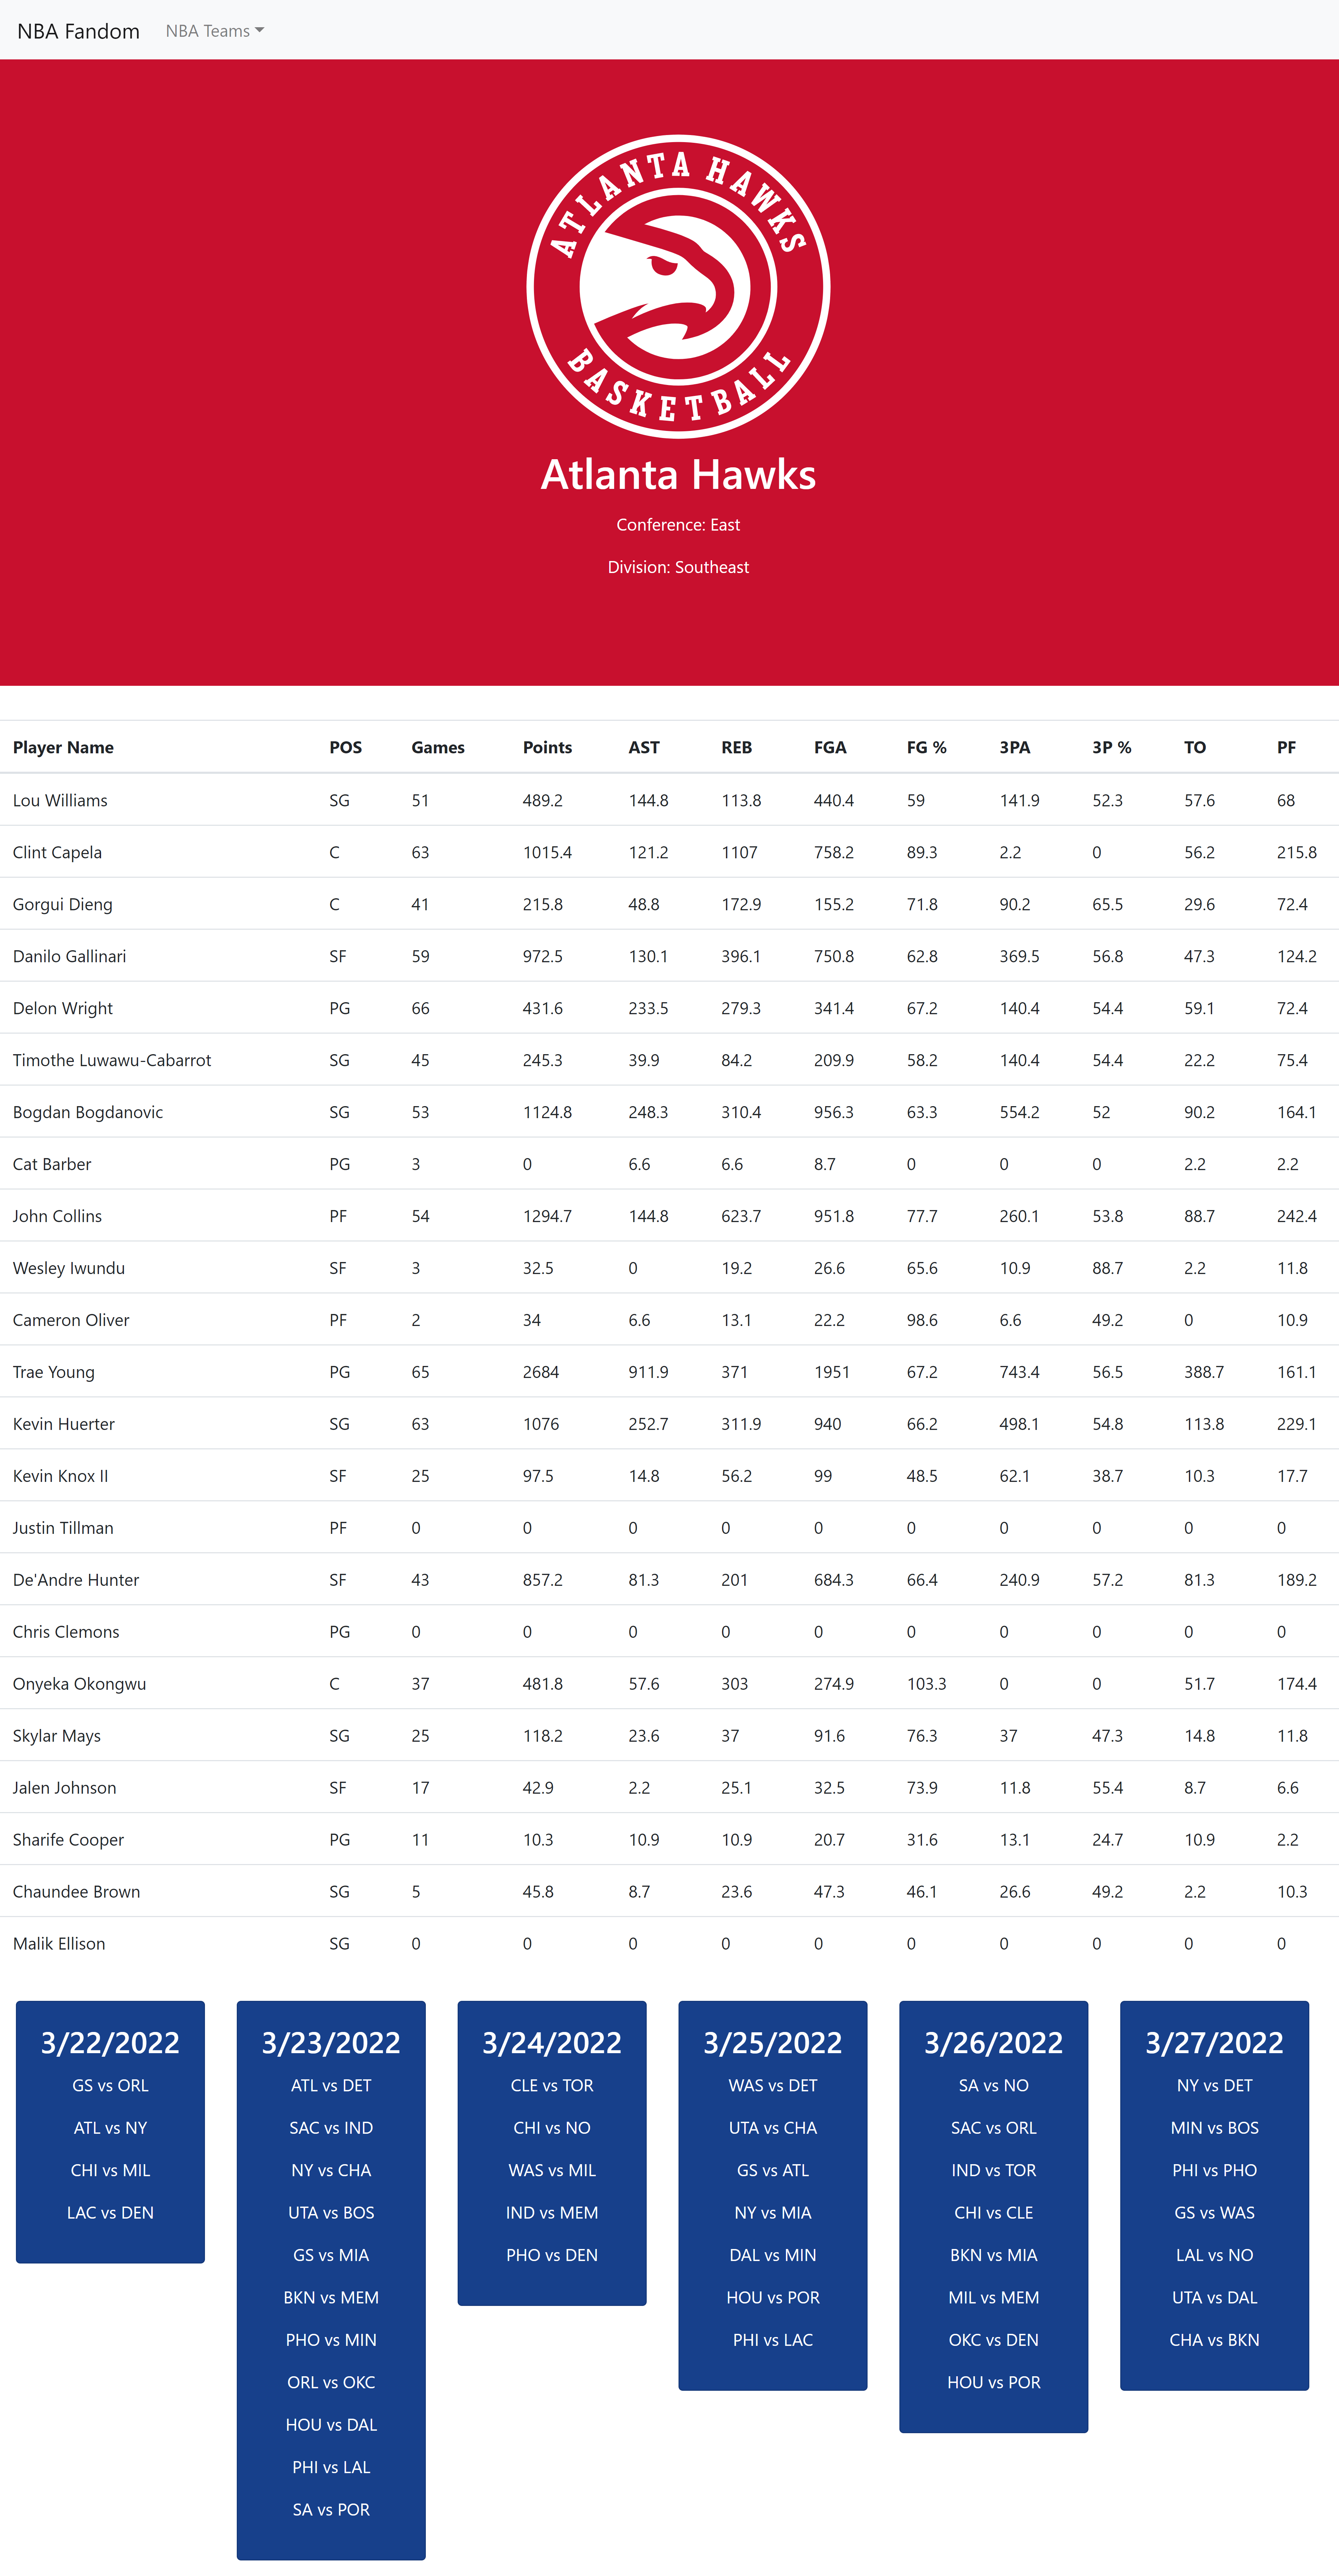 NBA Fandom NBA Teams
ATLANTA HAWKS
BASKETBALL
Atlanta Hawks
Conference: East
Division: Southeast
Player Name POS Games Points AST REB FGA FG % 3PA 3P % TO PF
Lou Williams SG 51 489.2 144.8 113.8 440.4 59 141.9 52.3 57.6 68
Clint Capela C 63 1015.4 121.2 1107 758.2 89.3 2.2 0 56.2 215.8
Gorgui Dieng C 41 215.8 48.8 172.9 155.2 71.8 90.2 65.5 29.6 72.4
Danilo Gallinari SF 59 972.5 130.1 396.1 750.8 62.8 369.5 56.8 47.3 124.2
Delon Wright PG 66 431.6 233.5 279.3 341.4 67.2 140.4 54.4 59.1 72.4
Timothe Luwawu-Cabarrot SG 45 245.3 39.9 84.2 209.9 58.2 140.4 54.4 22.2 75.4
Bogdan Bogdanovic SG 53 1124.8 248.3 310.4 956.3 63.3 554.2 52 90.2 164.1
Cat Barber PG 3 0 6.6 6.6 8.7 0 0 0 2.2 2.2
John Collins PF 54 1294.7 144.8 623.7 951.8 77.7 260.1 53.8 88.7 242.4
Wesley Iwundu SF 3 32.5 0 19.2 26.6 65.6 10.9 88.7 2.2 11.8
Cameron Oliver PF 2 34 6.6 13.1 22.2 98.6 6.6 49.2 0 10.9
Trae Young PG 65 2684 911.9 371 1951 67.2 743.4 56.5 388.7 161.1
Kevin Huerter SG 63 1076 252.7 311.9 940 66.2 498.1 54.8 113.8 229.1
Kevin Knox II SF 25 97.5 14.8 56.2 99 48.5 62.1 38.7 10.3 17.7
Justin Tillman PF 0 0 0 0 0 0 0 0 0 0
De'Andre Hunter SF 43 857.2 81.3 201 684.3 66.4 240.9 57.2 81.3 189.2
Chris Clemons PG 0 0 0 0 0 0 0 0 0 0
Onyeka Okongwu C 37 481.8 57.6 303 274.9 103.3 0 0 51.7 174.4
Skylar Mays SG 25 118.2 23.6 37 91.6 76.3 37 47.3 14.8 11.8
Jalen Johnson SF 17 42.9 2.2 25.1 32.5 73.9 11.8 55.4 8.7 6.6
Sharife Cooper PG 11 10.3 10.9 10.9 20.7 31.6 13.1 24.7 10.9 2.2
Chaundee Brown SG 5 45.8 8.7 23.6 47.3 46.1 26.6 49.2 2.2 10.3
Malik Ellison SG 0 0 0 0 0 0 0 0 0 0
3/22/2022
GS vs ORL
ATL vs NY
CHI vs MIL
LAC vs DEN
3/23/2022
ATL vs DET
SAC vs IND
NY vs CHA
UTA vs BOS
GS vs MIA
BKN vs MEM
PHO vs MIN
ORL vs OKC
HOU vs DAL
PHI vs LAL
SA vs POR
3/24/2022
CLE vs TOR
CHI vs NO
WAS vs MIL
IND vs MEM
PHO vs DEN
3/25/2022
WAS vs DET
UTA vs CHA
GS vs ATL
NY vs MIA
DAL vs MIN
HOU vs POR
PHI vs LAC
3/26/2022
SA vs NO
SAC vs ORL
IND vs TOR
CHI vs CLE
BKN vs MIA
MIL vs MEM
OKC vs DEN
HOU vs POR
3/27/2022
NY vs DET
MIN vs BOS
PHI vs PHO
GS vs WAS
LAL vs NO
UTA vs DAL
CHA vs BKN